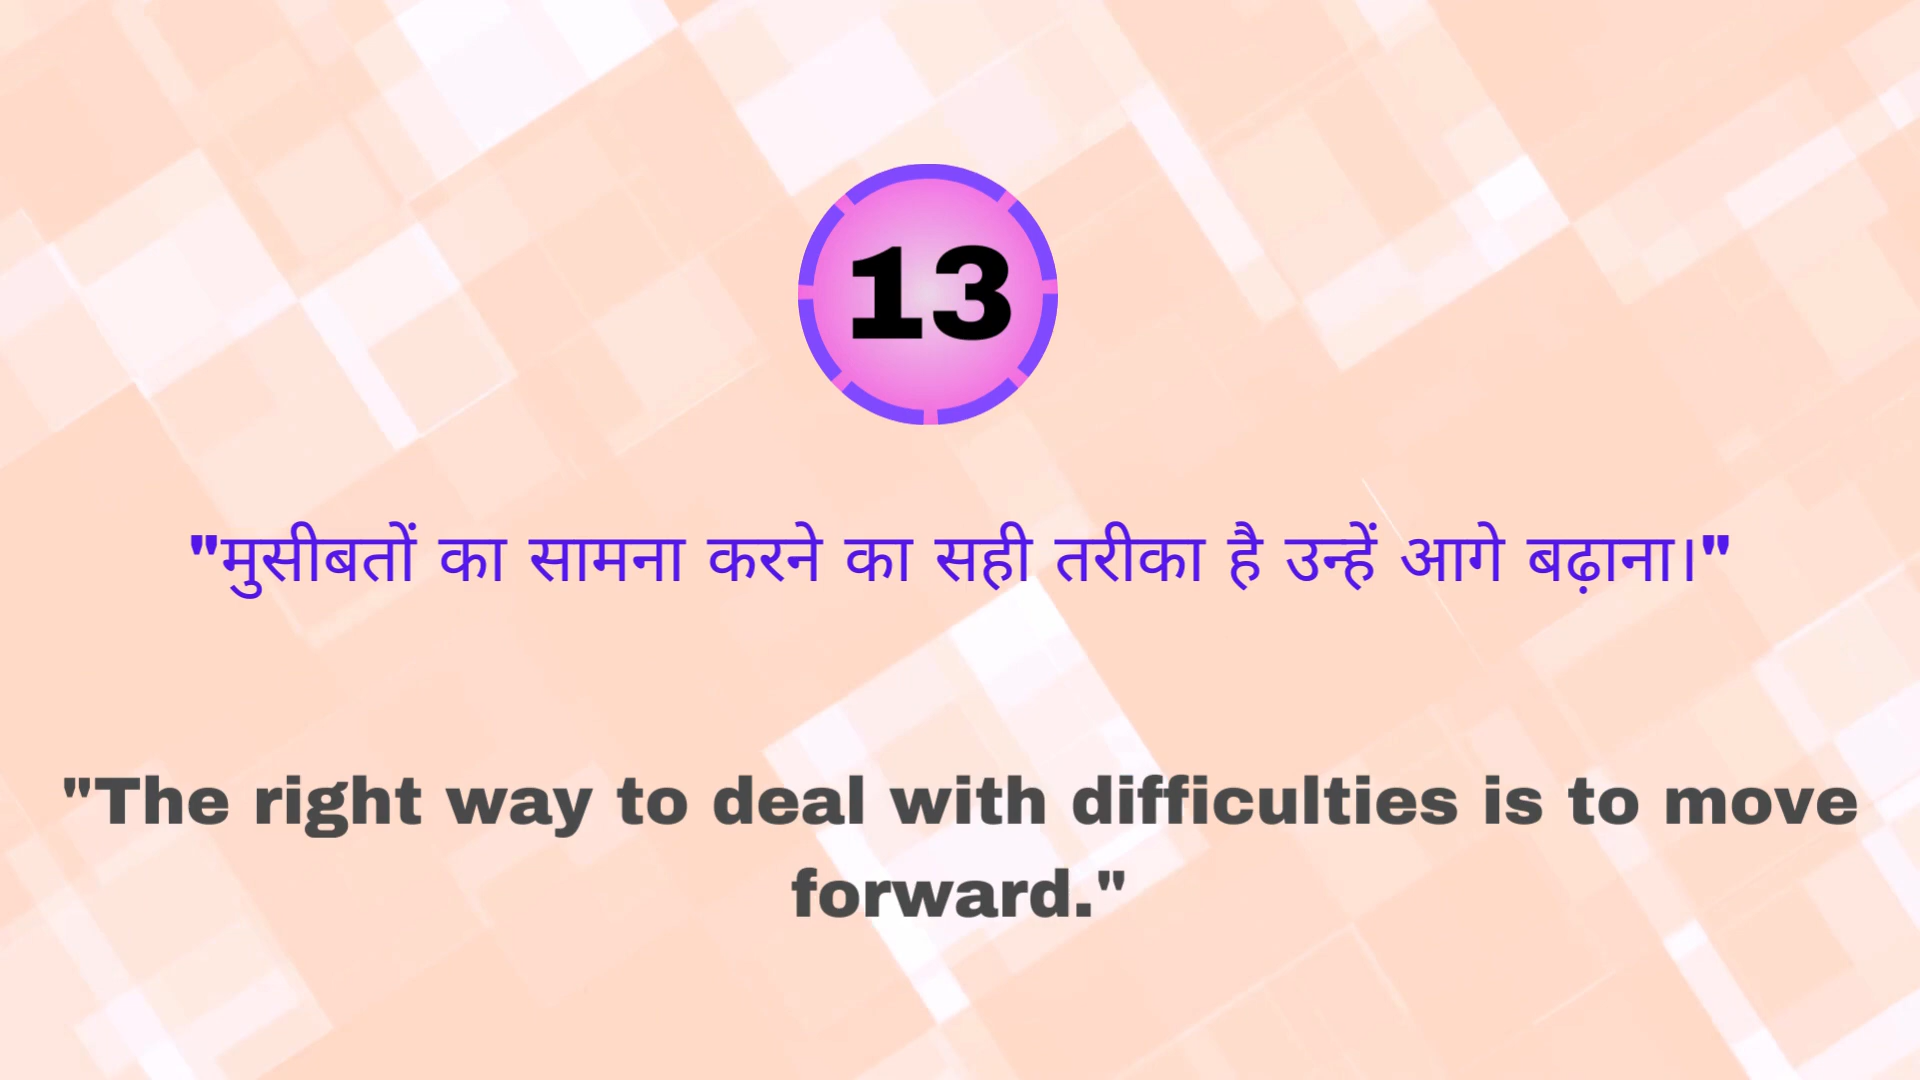 13
"मुसीबतों का सामना करने का सही तरीका है उन्हें आगे बढ़ाना।"
"The right way to deal with difficulties is to move
forward."